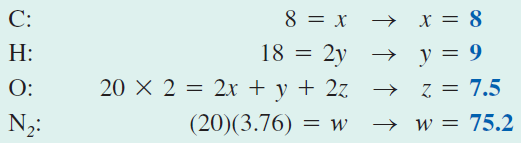 C: 8 = x → x = 8
H: 18 = 2y → y = 9
O: 20 × 2 = 2x + y + 2z → z = 7.5
N₂: (20)(3.76) = w → w = 75.2